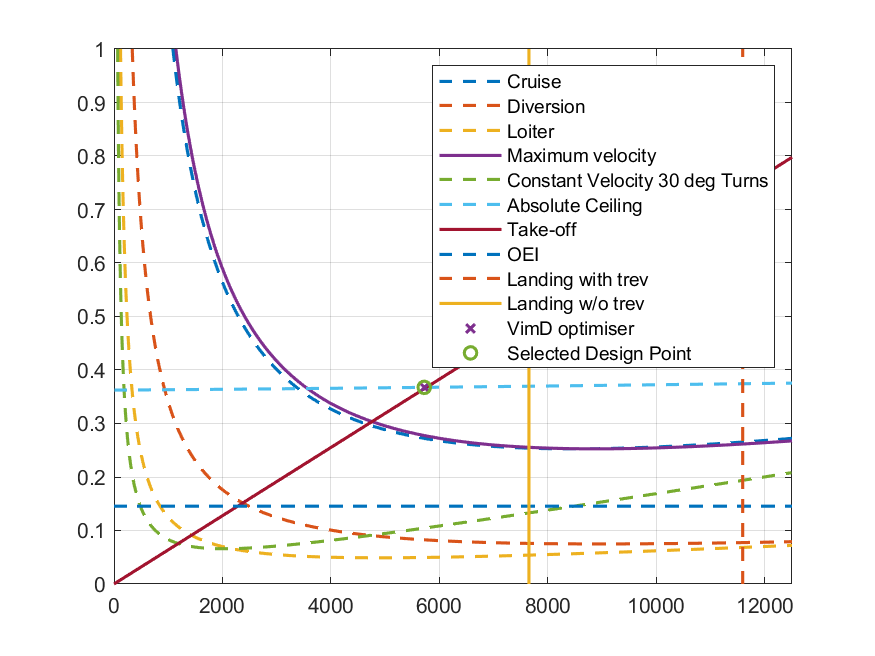 1
0.9
0.8
0.7
0.6
0.5
0.4
0.3
0.2
0.1
0
0 2000 4000 6000 8000 10000 12000
Cruise
Diversion
Loiter
Maximum velocity
Constant Velocity 30 deg Turns
Absolute Ceiling
Take-off
OEI
Landing with trev
Landing w/o trev
VimD optimiser
Selected Design Point